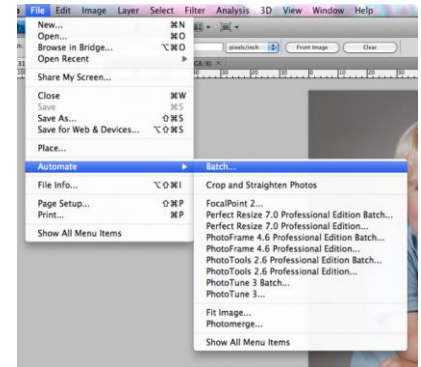 File Edit Image Layer Select Filter Analysis 3D View Window Help
New... ⌘N
Open... ⌘O
Browse in Bridge... ⌥⌘O
Open Recent ▶
Share My Screen...
Close ⌘W
Save ⌘S
Save As... ⇧⌘S
Save for Web & Devices... ⌥⇧⌘S
Place...
Automate ▶
File Info... ⌥⇧⌘I
Page Setup... ⇧⌘P
Print... ⌘P
Show All Menu Items
pixels/inch
Front Image
Clear
Batch...
Crop and Straighten Photos
FocalPoint 2...
Perfect Resize 7.0 Professional Edition Batch...
Perfect Resize 7.0 Professional Edition...
PhotoFrame 4.6 Professional Edition Batch...
PhotoFrame 4.6 Professional Edition...
PhotoTools 2.6 Professional Edition Batch...
PhotoTools 2.6 Professional Edition...
PhotoTune 3 Batch...
PhotoTune 3...
Fit Image...
Photomerge...
Show All Menu Items